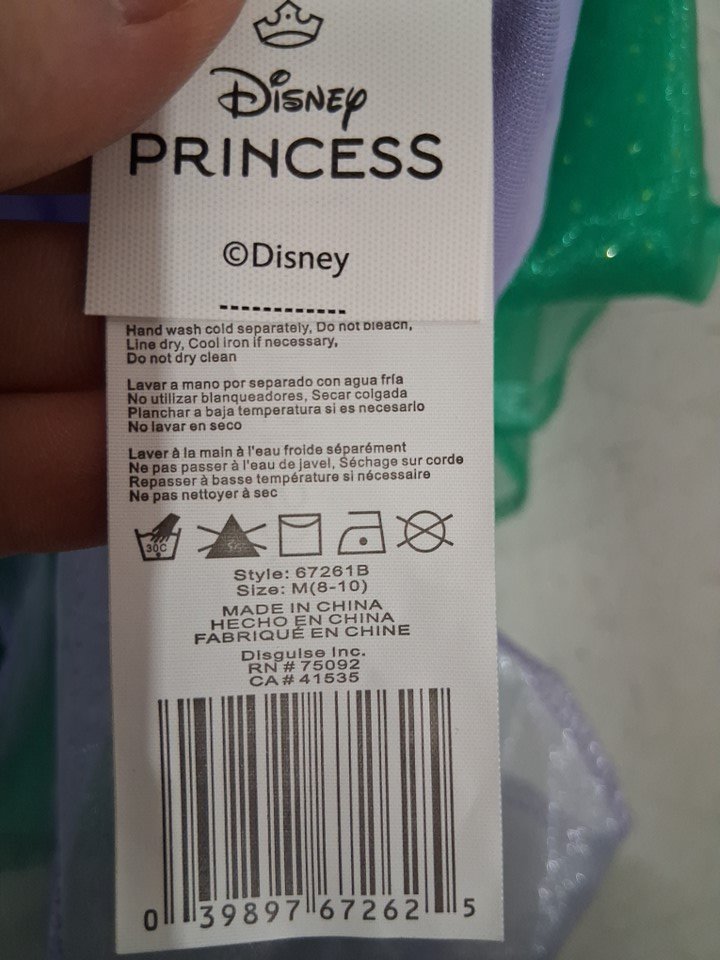 Disney
PRINCESS
©Disney
Hand wash cold separately, Do not bleach,
Line dry, Cool iron if necessary,
Do not dry clean
Lavar a mano por separado con agua fría
No utilizar blanqueadores, Secar colgada
Planchar a baja temperatura si es necesario
No lavar en seco
Laver à la main à l'eau froide séparément
Ne pas passer à l'eau de javel, Séchage sur corde
Repasser à basse température si nécessaire
Ne pas nettoyer à sec
30C
Style: 67261B
Size: M(8-10)
MADE IN CHINA
HECHO EN CHINA
FABRIQUÉ EN CHINE
Disguise Inc.
RN # 75092
CA # 41535
0 39897 67262 5